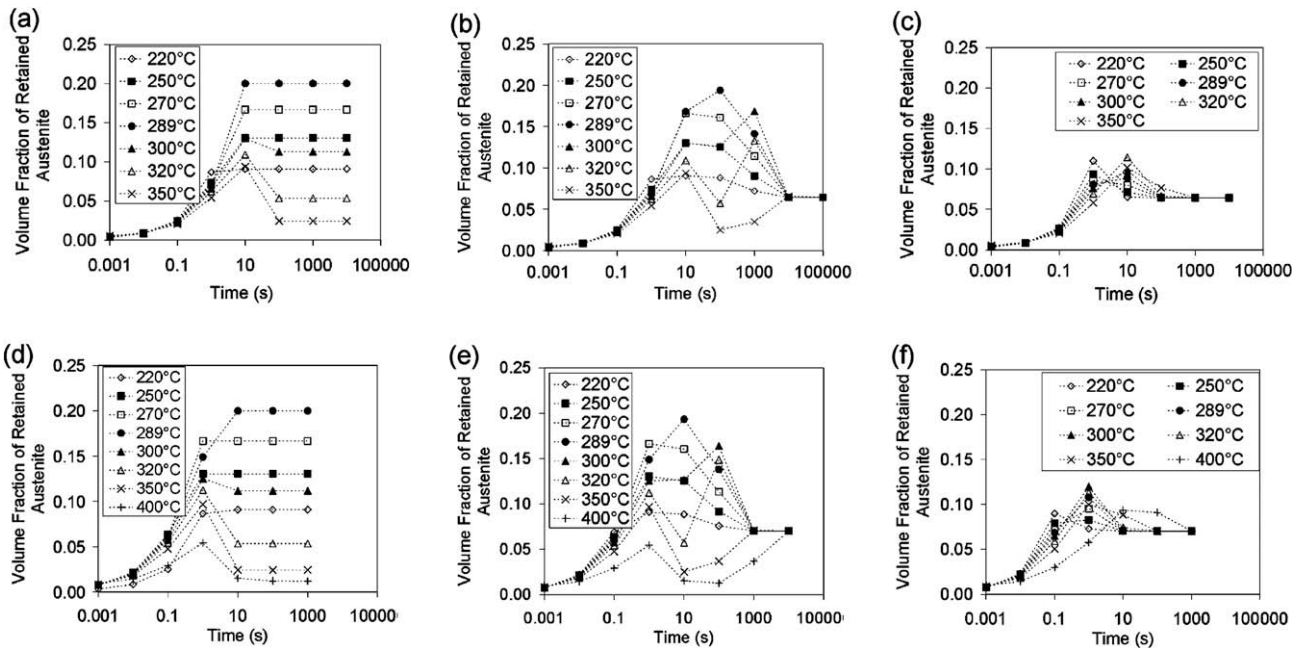 (a)
0.25
0.20
0.15
0.10
0.05
0.00
Volume Fraction of Retained
Austenite
220°C
250°C
270°C
289°C
300°C
320°C
350°C
0.001 0.1 10 1000 100000
Time (s)
(b)
0.25
0.20
0.15
0.10
0.05
0.00
Volume Fraction of Retained
Austenite
220°C
250°C
270°C
289°C
300°C
320°C
350°C
0.001 0.1 10 1000 100000
Time (s)
(c)
0.25
0.20
0.15
0.10
0.05
0.00
Volume Fraction of Retained
Austenite
220°C 250°C
270°C 289°C
300°C 320°C
350°C
0.001 0.1 10 1000 100000
Time (s)
(d)
0.25
0.20
0.15
0.10
0.05
0.00
Volume Fraction of Retained
Austenite
220°C
250°C
270°C
289°C
300°C
320°C
350°C
400°C
0.001 0.1 10 1000 100000
Time (s)
(e)
0.25
0.20
0.15
0.10
0.05
0.00
Volume Fraction of Retained
Austenite
220°C
250°C
270°C
289°C
300°C
320°C
350°C
400°C
0.001 0.1 10 1000 10000
Time (s)
(f)
0.25
0.20
0.15
0.10
0.05
0.00
Volume Fraction of Retained
Austenite
220°C 250°C
270°C 289°C
300°C 320°C
350°C 400°C
0.001 0.1 10 1000 100000
Time (s)